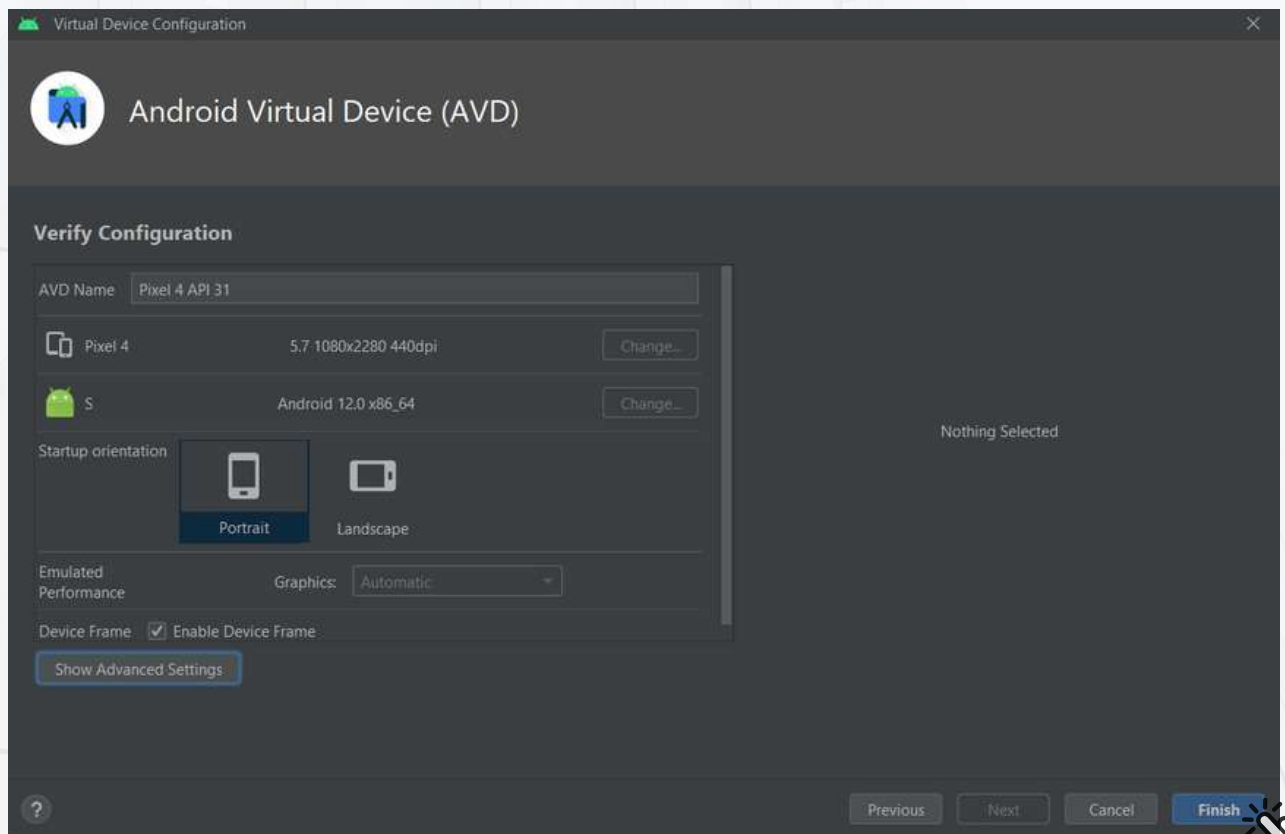 Virtual Device Configuration
Android Virtual Device (AVD)
Verify Configuration
AVD Name Pixel 4 API 31
Pixel 4 5.7 1080x2280 440dpi Change...
S Android 12.0 x86_64 Change...
Startup orientation
Portrait Landscape
Emulated
Performance
Graphics: Automatic
Device Frame Enable Device Frame
Show Advanced Settings
Nothing Selected
? Previous Next Cancel Finish